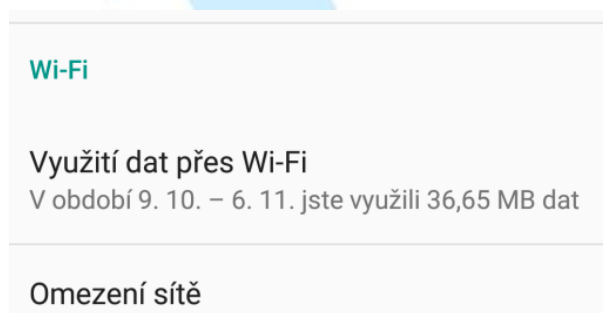 Wi-Fi
Využití dat přes Wi-Fi
V období 9. 10. – 6. 11. jste využili 36,65 MB dat
Omezení sítě